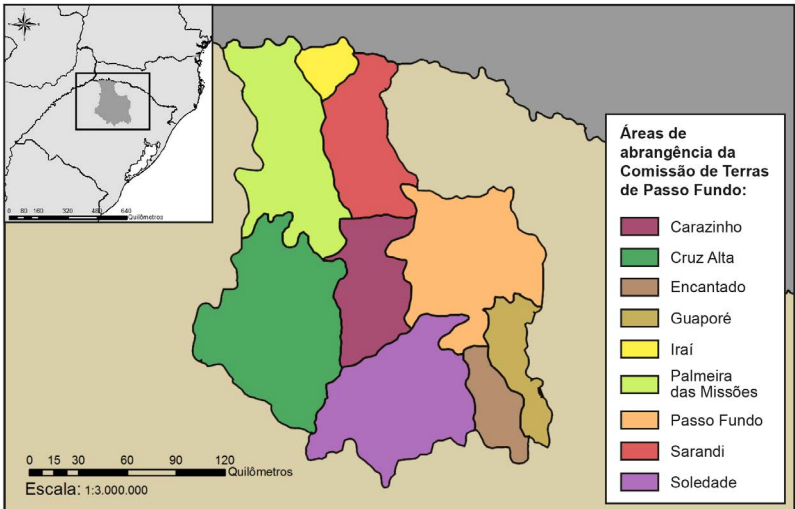 0 80 160 320 480 640
Quilômetros
Áreas de
abrangência da
Comissão de Terras
de Passo Fundo:
Carazinho
Cruz Alta
Encantado
Guaporé
Iraí
Palmeira
das Missões
Passo Fundo
Sarandi
Soledade
0 15 30 60 90 120
Quilômetros
Escala: 1:3.000.000